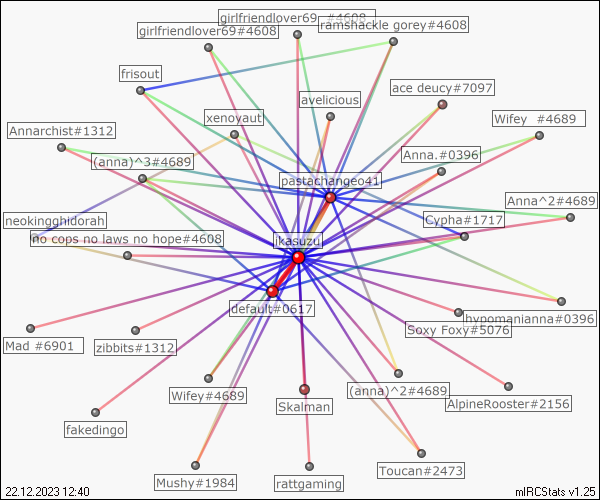 girlfriendlover69_ #4608
girlfriendlover69#4608
ramshackle gorey#4608
frisout
ace deucy#7097
avelicious
xenoyaut
Wifey_ #4689
Annarchist#1312
(anna)^3#4689
Anna.#0396
pastachangeo41
Anna^2#4689
neokingghidorah
Cypha#1717
no cops no laws no hope#4608
jkasuzu
default#0617
hypomanianna#0396
Soxy Foxy#5076
Mad #6901
zibbits#1312
Wifey#4689
(anna)^2#4689
Skalman
AlpineRooster#2156
fakedingo
Toucan#2473
Mushy#1984
rattgaming
22.12.2023 12:40
mIRCStats v1.25